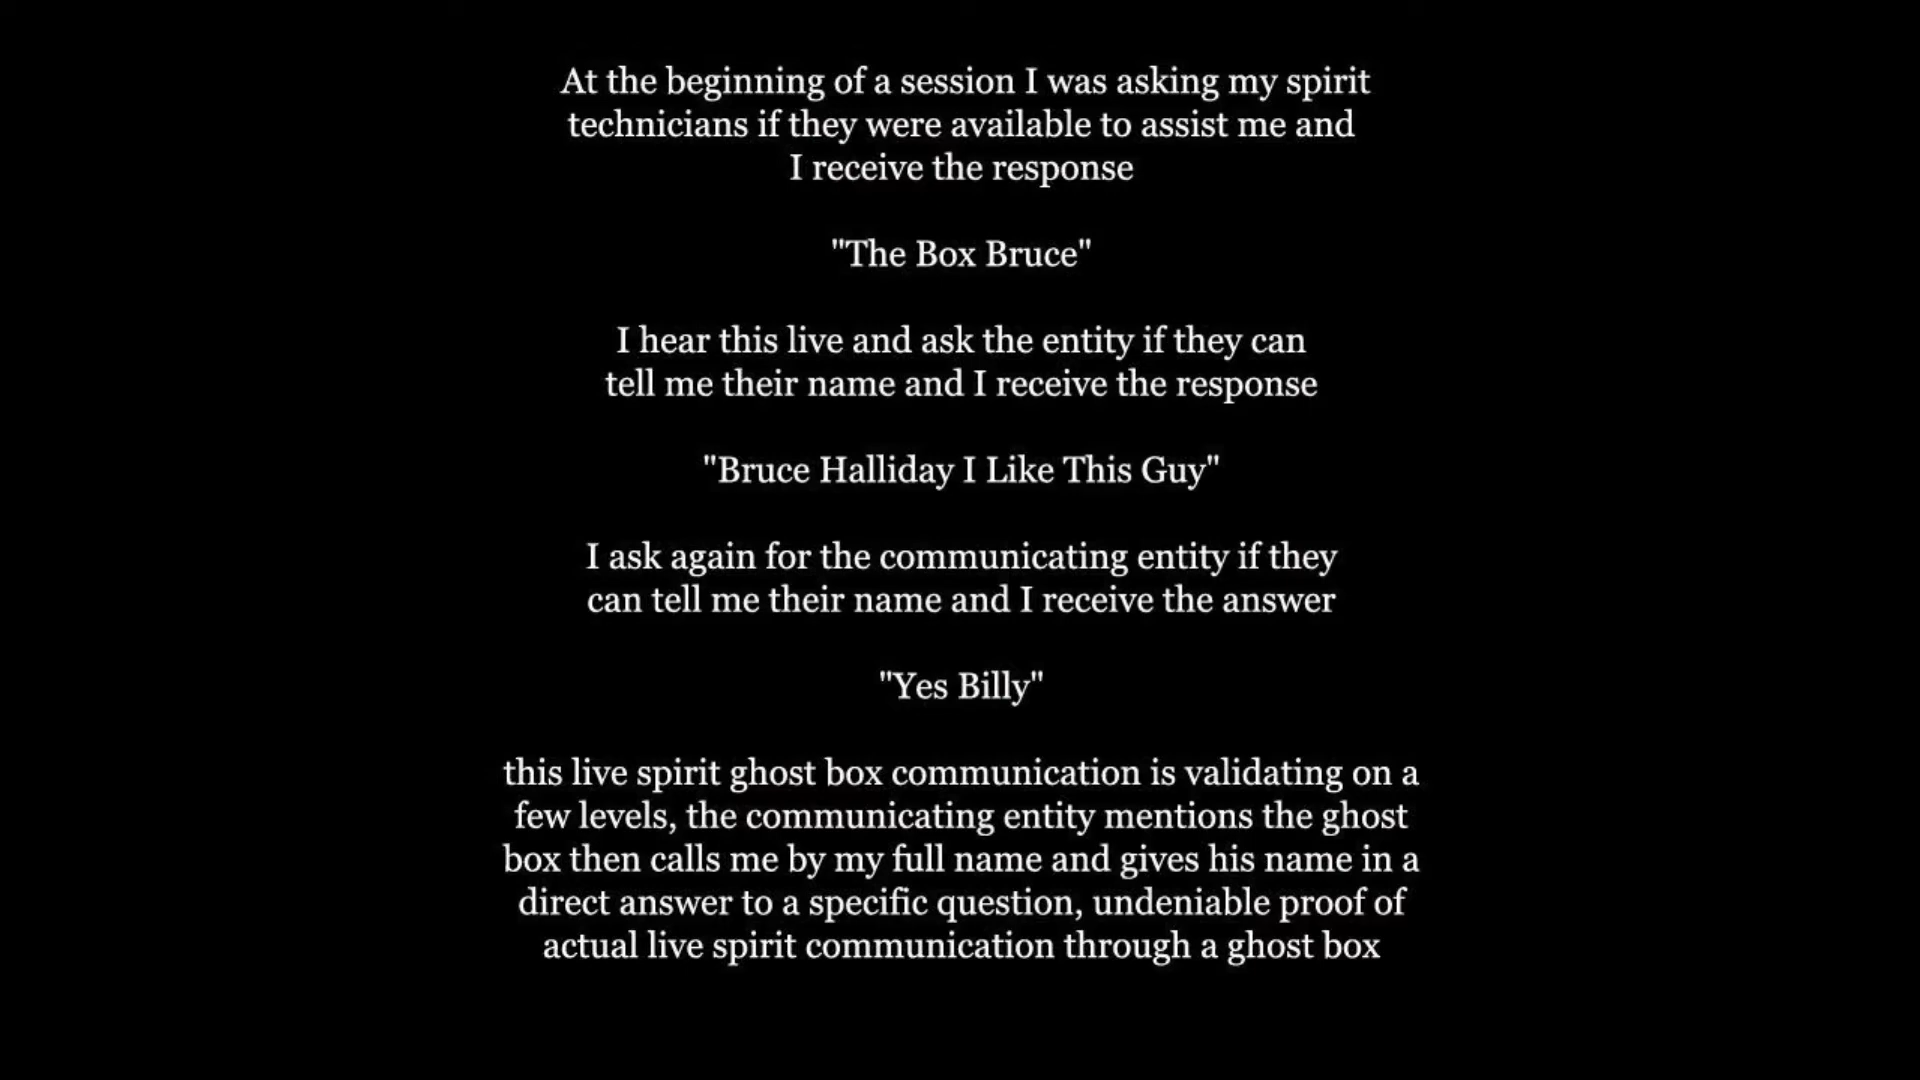 At the beginning of a session I was asking my spirit
technicians if they were available to assist me and
I receive the response
"The Box Bruce"
I hear this live and ask the entity if they can
tell me their name and I receive the response
"Bruce Halliday I Like This Guy"
I ask again for the communicating entity if they
can tell me their name and I receive the answer
"Yes Billy"
this live spirit ghost box communication is validating on a
few levels, the communicating entity mentions the ghost
box then calls me by my full name and gives his name in a
direct answer to a specific question, undeniable proof of
actual live spirit communication through a ghost box